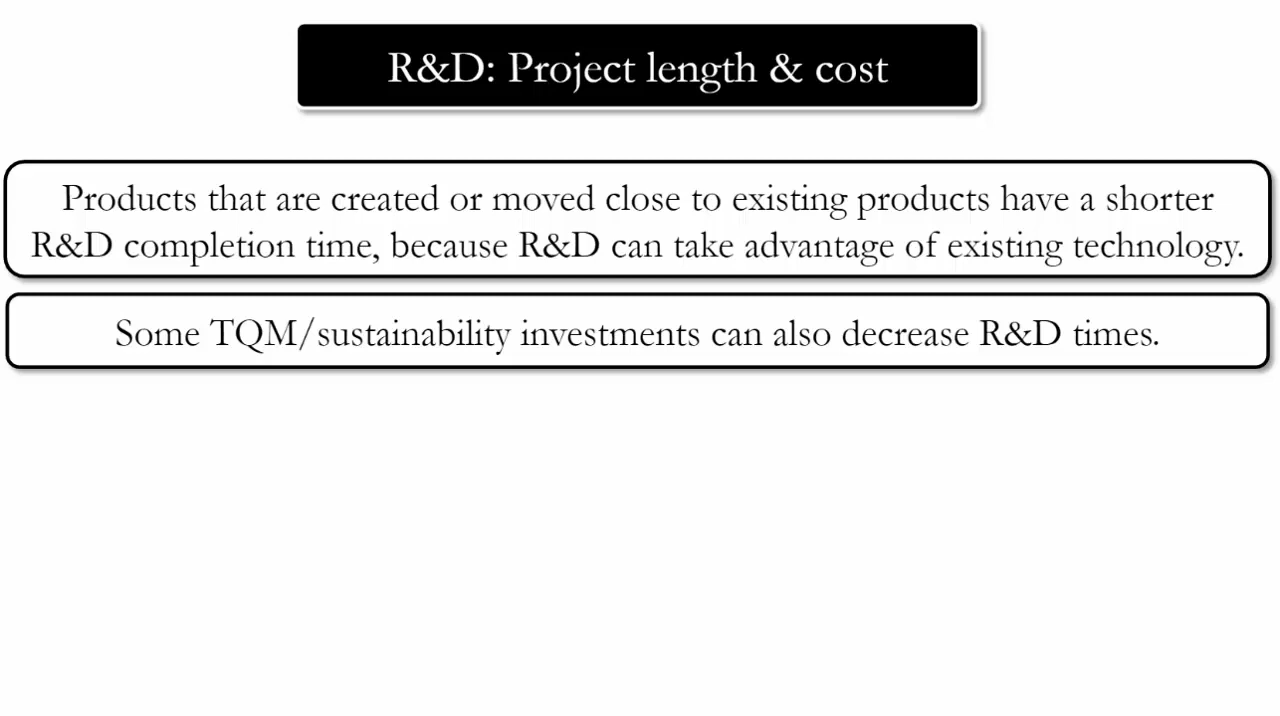 R&D: Project length & cost
Products that are created or moved close to existing products have a shorter
R&D completion time, because R&D can take advantage of existing technology.
Some TQM/sustainability investments can also decrease R&D times.